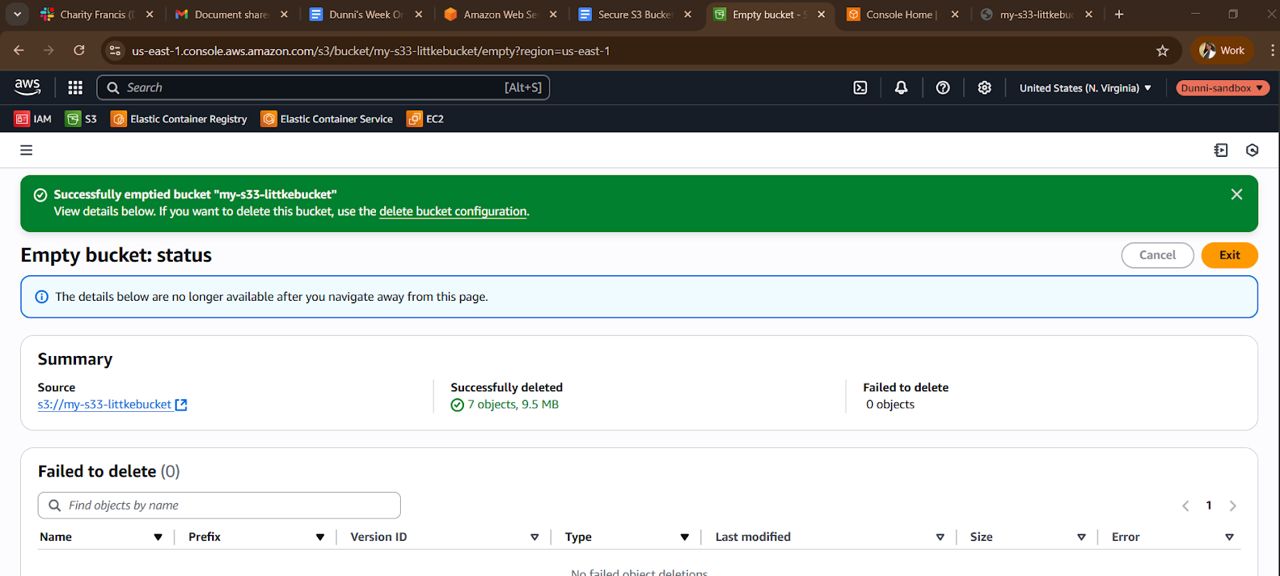 Charity Francis (
Document share
Dunni's Week O
Amazon Web Se
Secure S3 Bucke
Empty bucket - S
Console Home |
my-s33-littkebu
us-east-1.console.aws.amazon.com/s3/bucket/my-s33-littkebucket/empty?region=us-east-1
Work
aws
Search
[Alt+S]
United States (N. Virginia)
Dunni-sandbox
IAM
S3
Elastic Container Registry
Elastic Container Service
EC2
Successfully emptied bucket "my-s33-littkebucket"
View details below. If you want to delete this bucket, use the delete bucket configuration.
Empty bucket: status
Cancel
Exit
The details below are no longer available after you navigate away from this page.
Summary
Source
s3://my-s33-littkebucket
Successfully deleted
7 objects, 9.5 MB
Failed to delete
0 objects
Failed to delete (0)
Find objects by name
1
Name
Prefix
Version ID
Type
Last modified
Size
Error
No failed object deletions